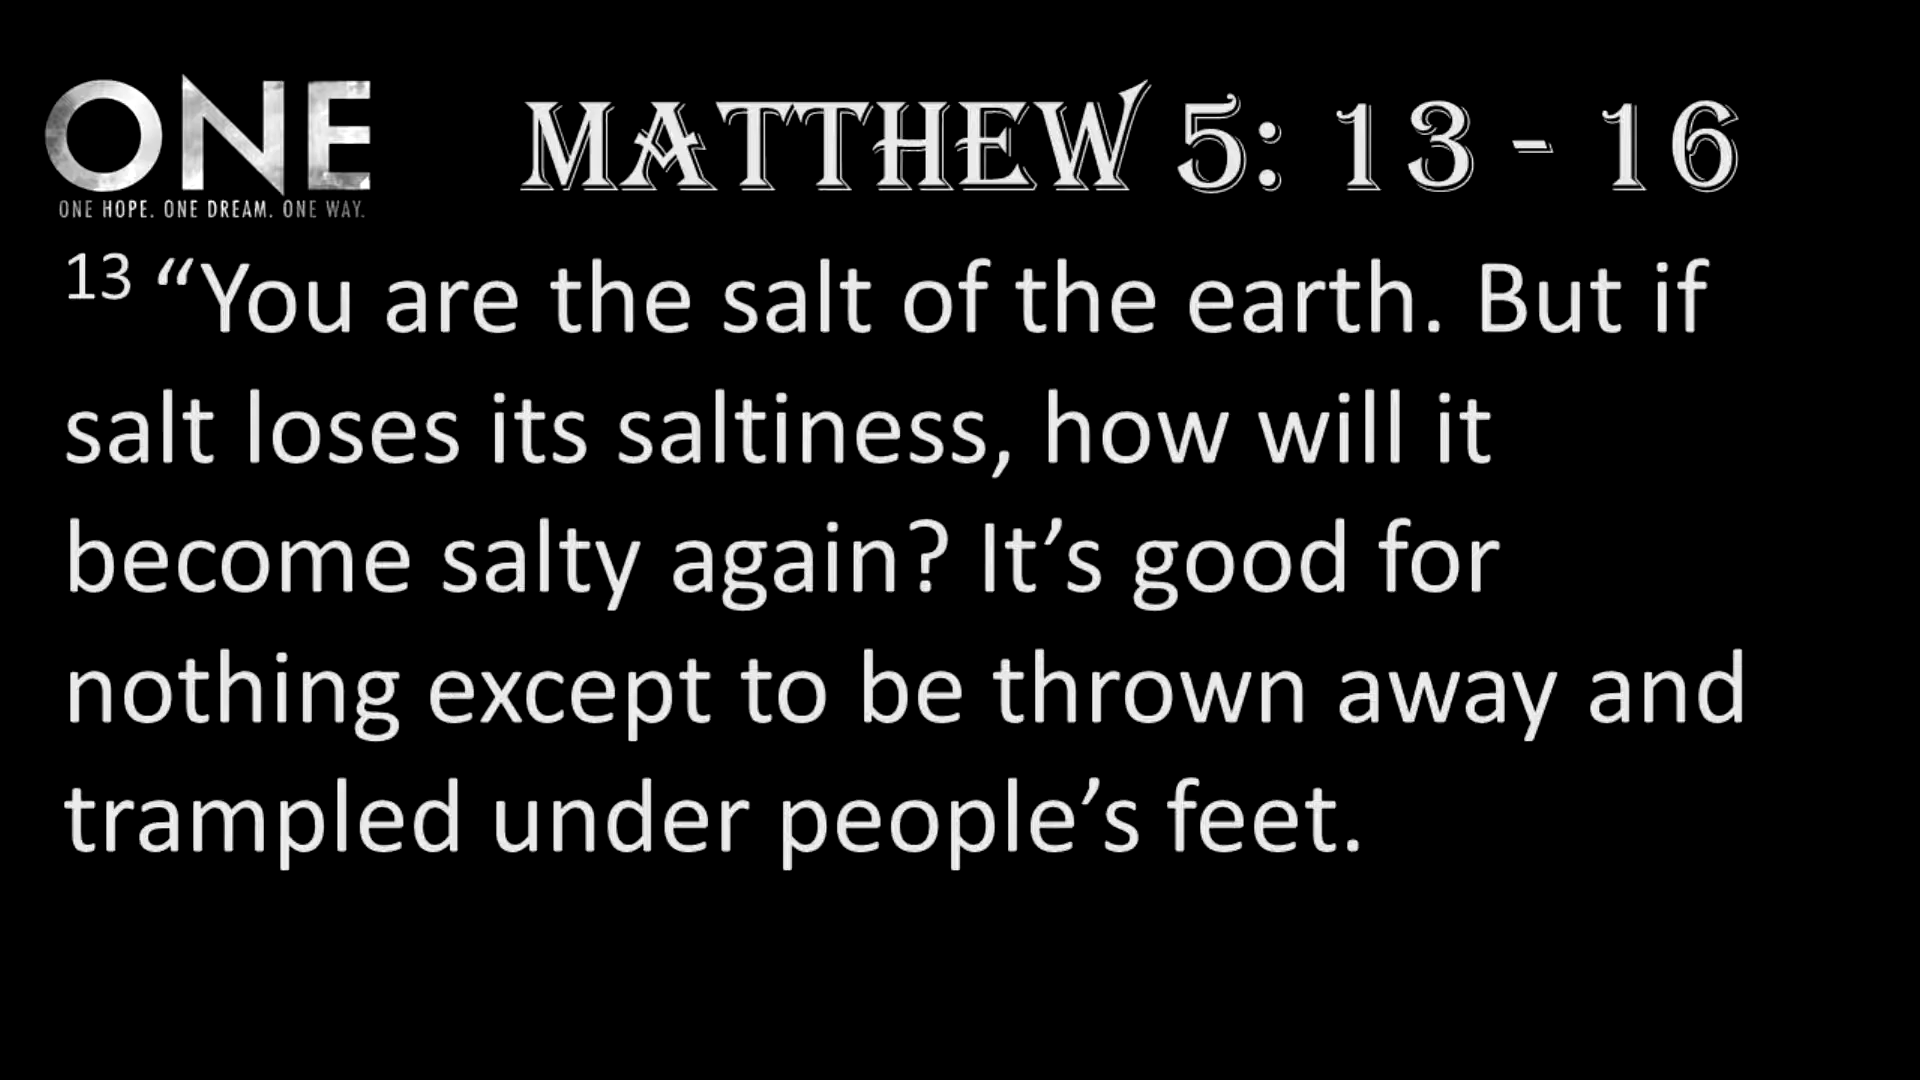 ONE
ONE HOPE. ONE DREAM. ONE WAY.
MATTHEW 5: 13 - 16
13 “You are the salt of the earth. But if
salt loses its saltiness, how will it
become salty again? It’s good for
nothing except to be thrown away and
trampled under people’s feet.